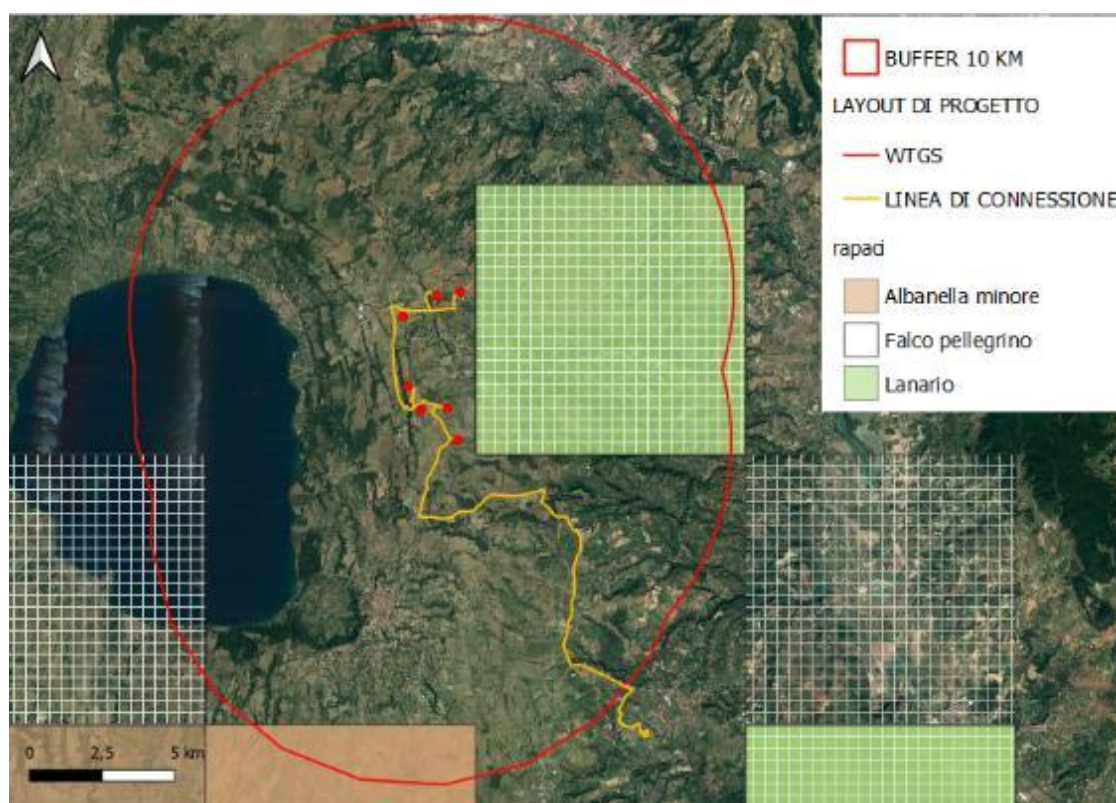 BUFFER 10 KM
LAYOUT DI PROGETTO
WTGS
LINEA DI CONNESSIONE
rapaci
Albanella minore
Falco pellegrino
Lanario
0 2,5 5 km